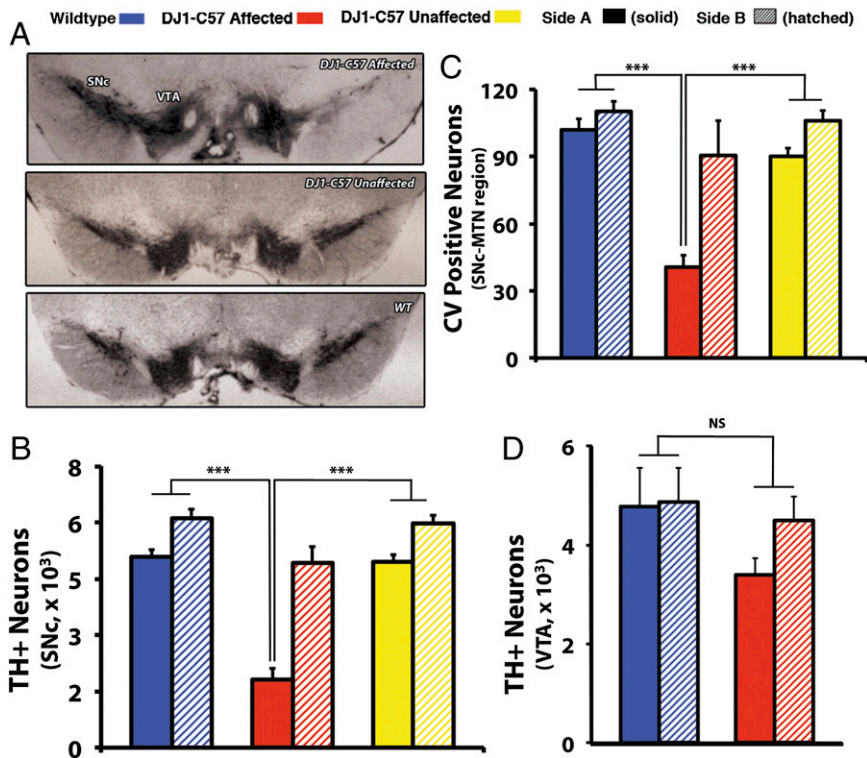 Wildtype DJ1-C57 Affected DJ1-C57 Unaffected Side A (solid) Side B (hatched)
A
DJ1-C57 Affected
SNc
VTA
DJ1-C57 Unaffected
WT
C
*** ***
CV Positive Neurons
(SNc-MTN region)
120
90
60
30
0
B
*** ***
TH+ Neurons
(SNc, x 10³)
8
6
5
3
2
0
D
NS
TH+ Neurons
(VTA, x 10³)
6
4
2
0